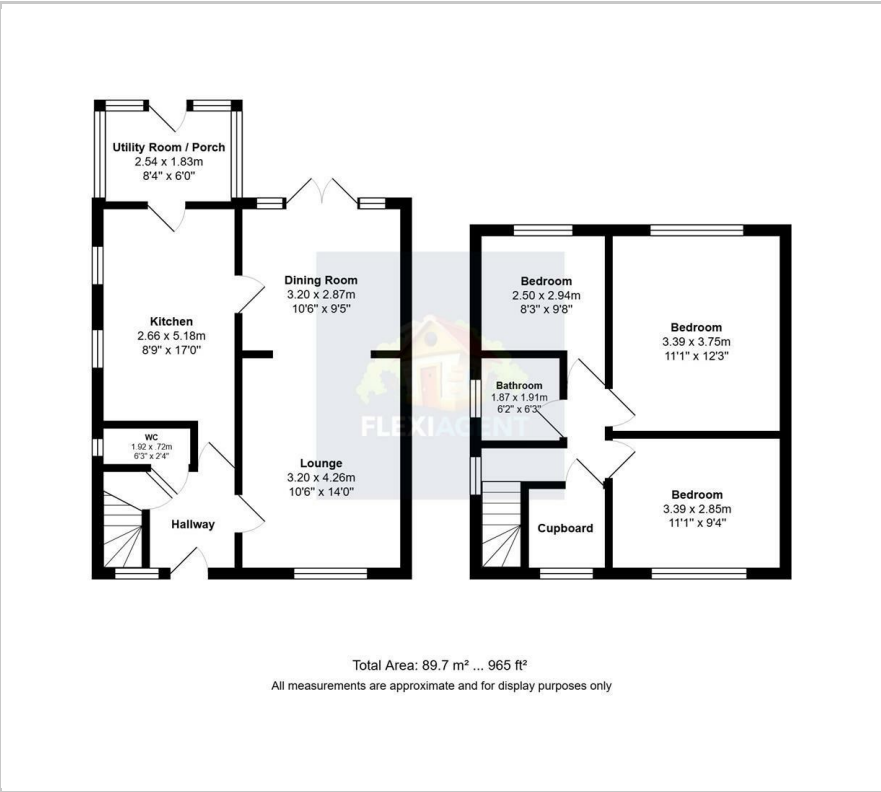 Utility Room / Porch
2.54 x 1.83m
8'4" x 6'0"
Kitchen
2.66 x 5.18m
8'9" x 17'0"
Dining Room
3.20 x 2.87m
10'6" x 9'5"
WC
1.92 x .72m
6'3" x 2'4"
Hallway
Lounge
3.20 x 4.26m
10'6" x 14'0"
Bedroom
2.50 x 2.94m
8'3" x 9'8"
Bedroom
3.39 x 3.75m
11'1" x 12'3"
Bathroom
1.87 x 1.91m
6'2" x 6'3"
FLEXIAGENT
Cupboard
Bedroom
3.39 x 2.85m
11'1" x 9'4"
Total Area: 89.7 m² ... 965 ft²
All measurements are approximate and for display purposes only